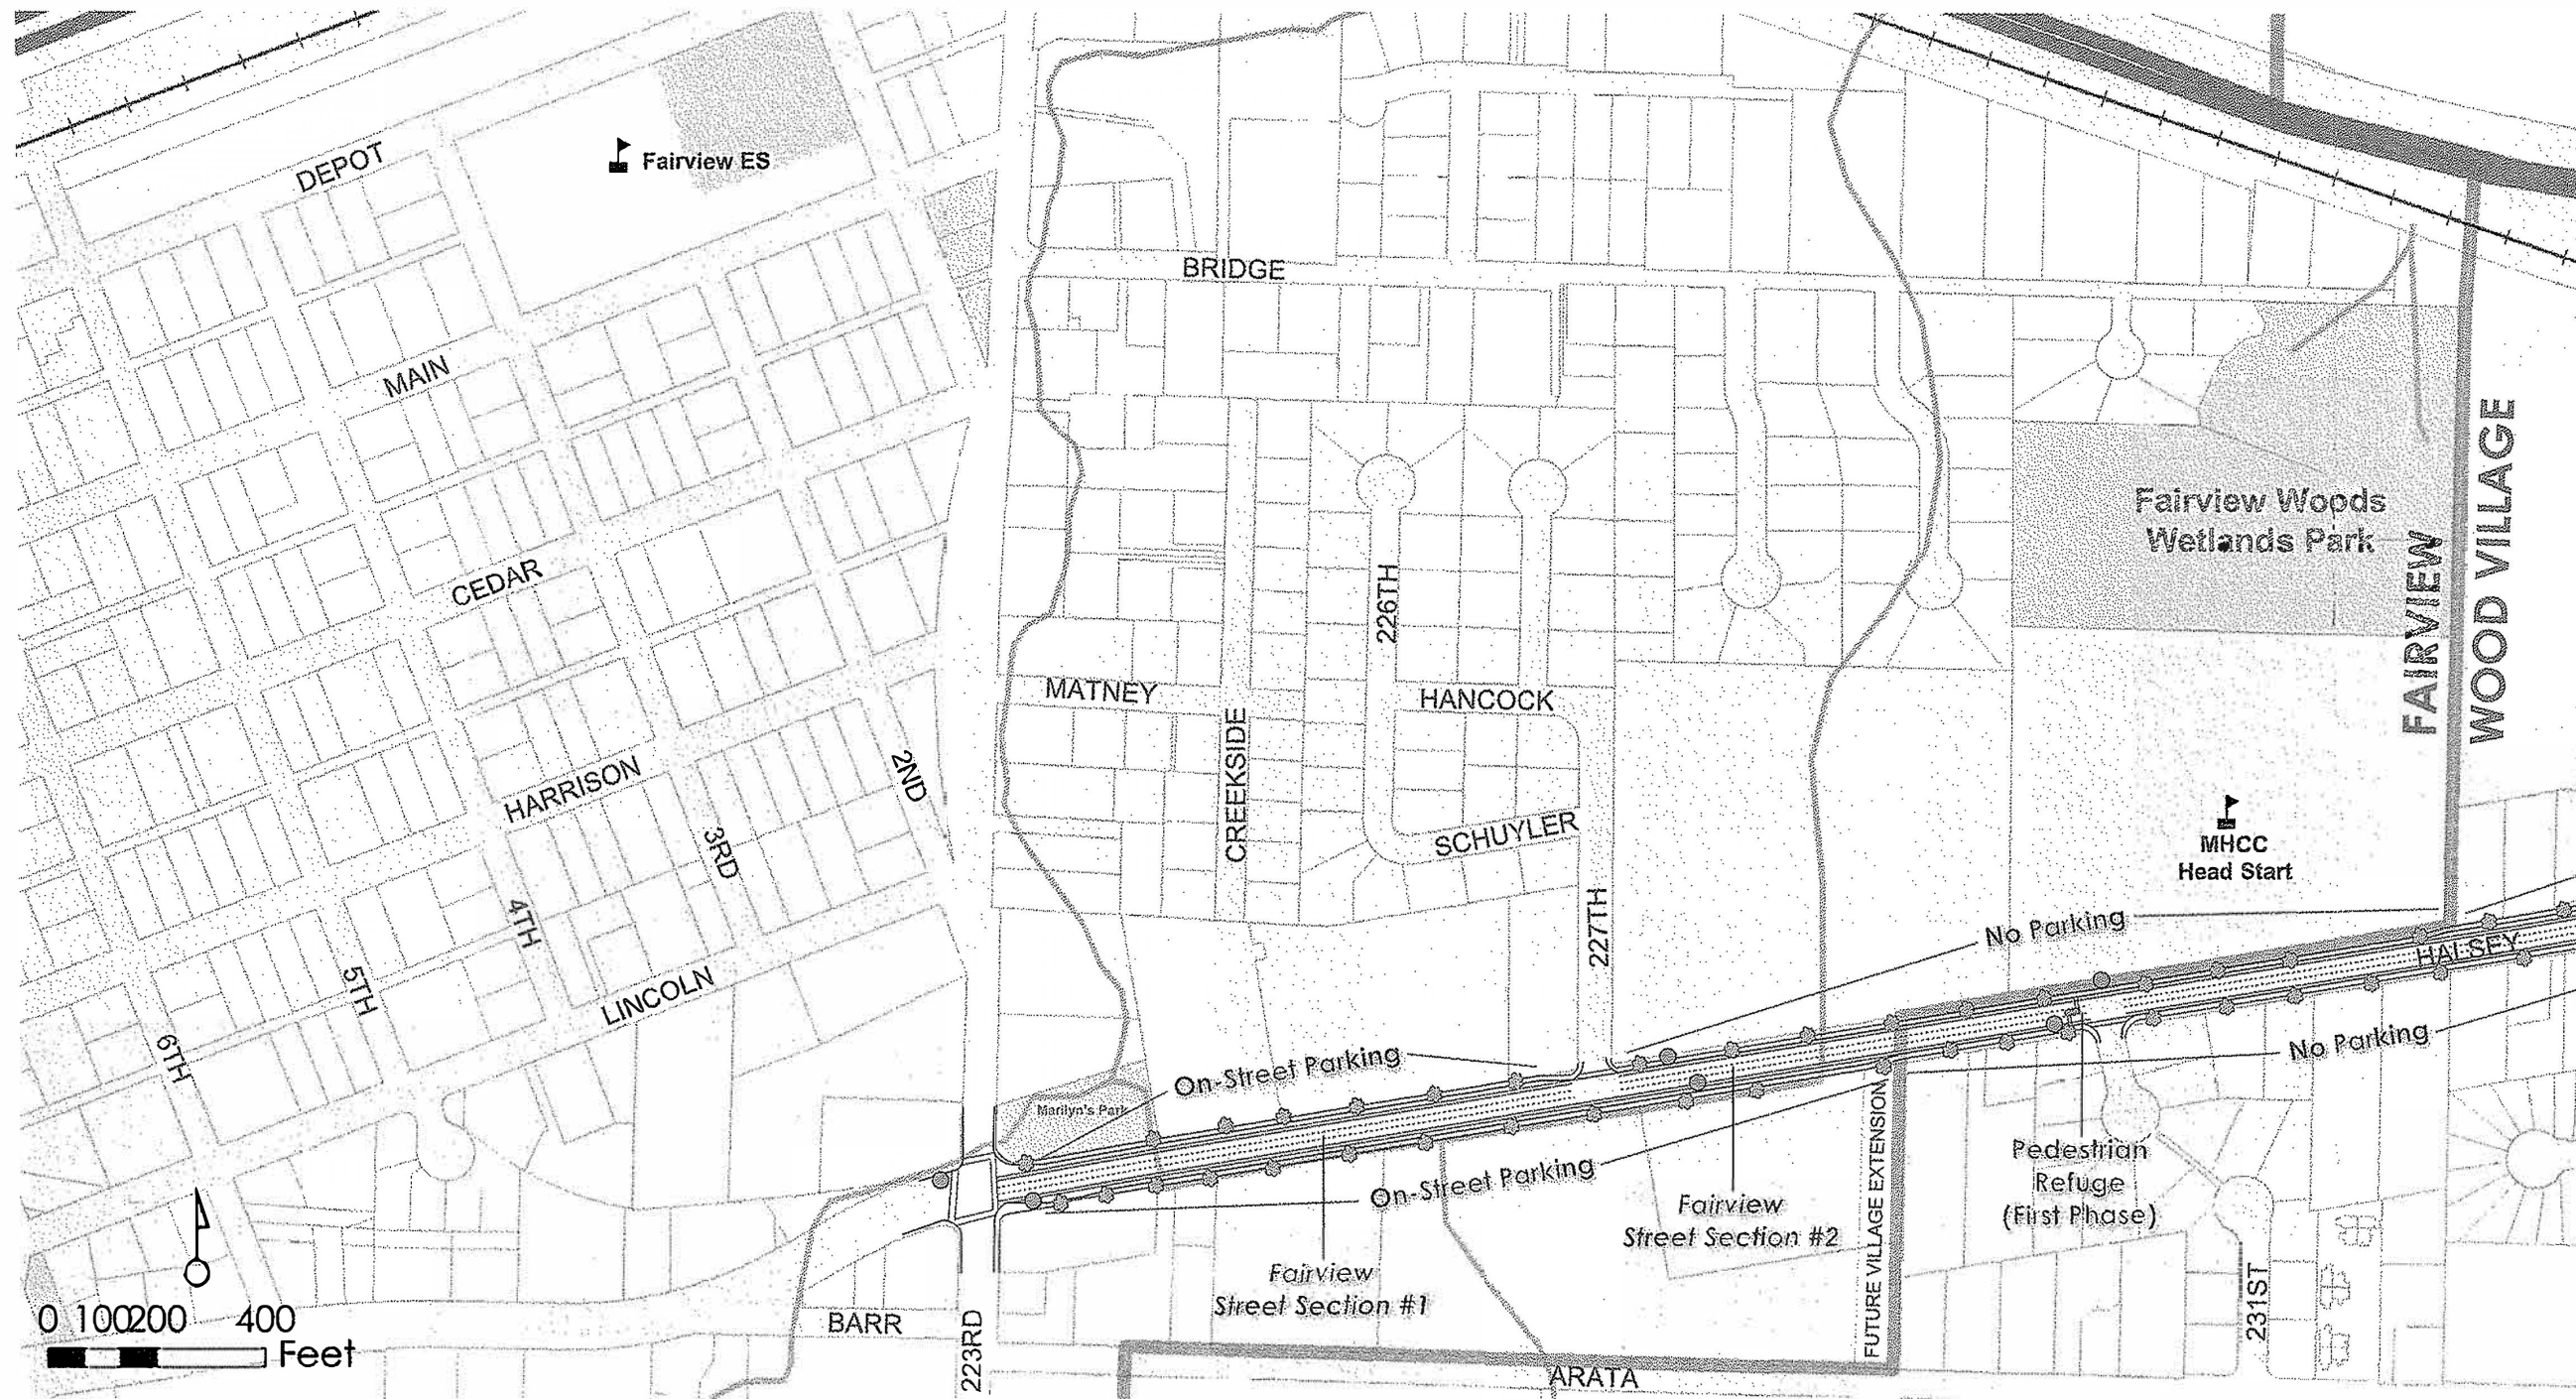 DEPOT
Fairview ES
BRIDGE
MAIN
CEDAR
226TH
Fairview Woods
Wetlands Park
FAIRVIEW
WOOD VILLAGE
MATNEY
HANCOCK
CREEKSIDE
HARRISON
2ND
3RD
SCHUYLER
MHCC
Head Start
4TH
5TH
6TH
LINCOLN
227TH
No Parking
HALSEY
On-Street Parking
No Parking
Marilyn's Park
On-Street Parking
Fairview
Street Section #2
FUTURE VILLAGE EXTENSION
Pedestrian
Refuge
(First Phase)
Fairview
Street Section #1
231ST
BARR
223RD
ARATA
0 100 200 400
Feet